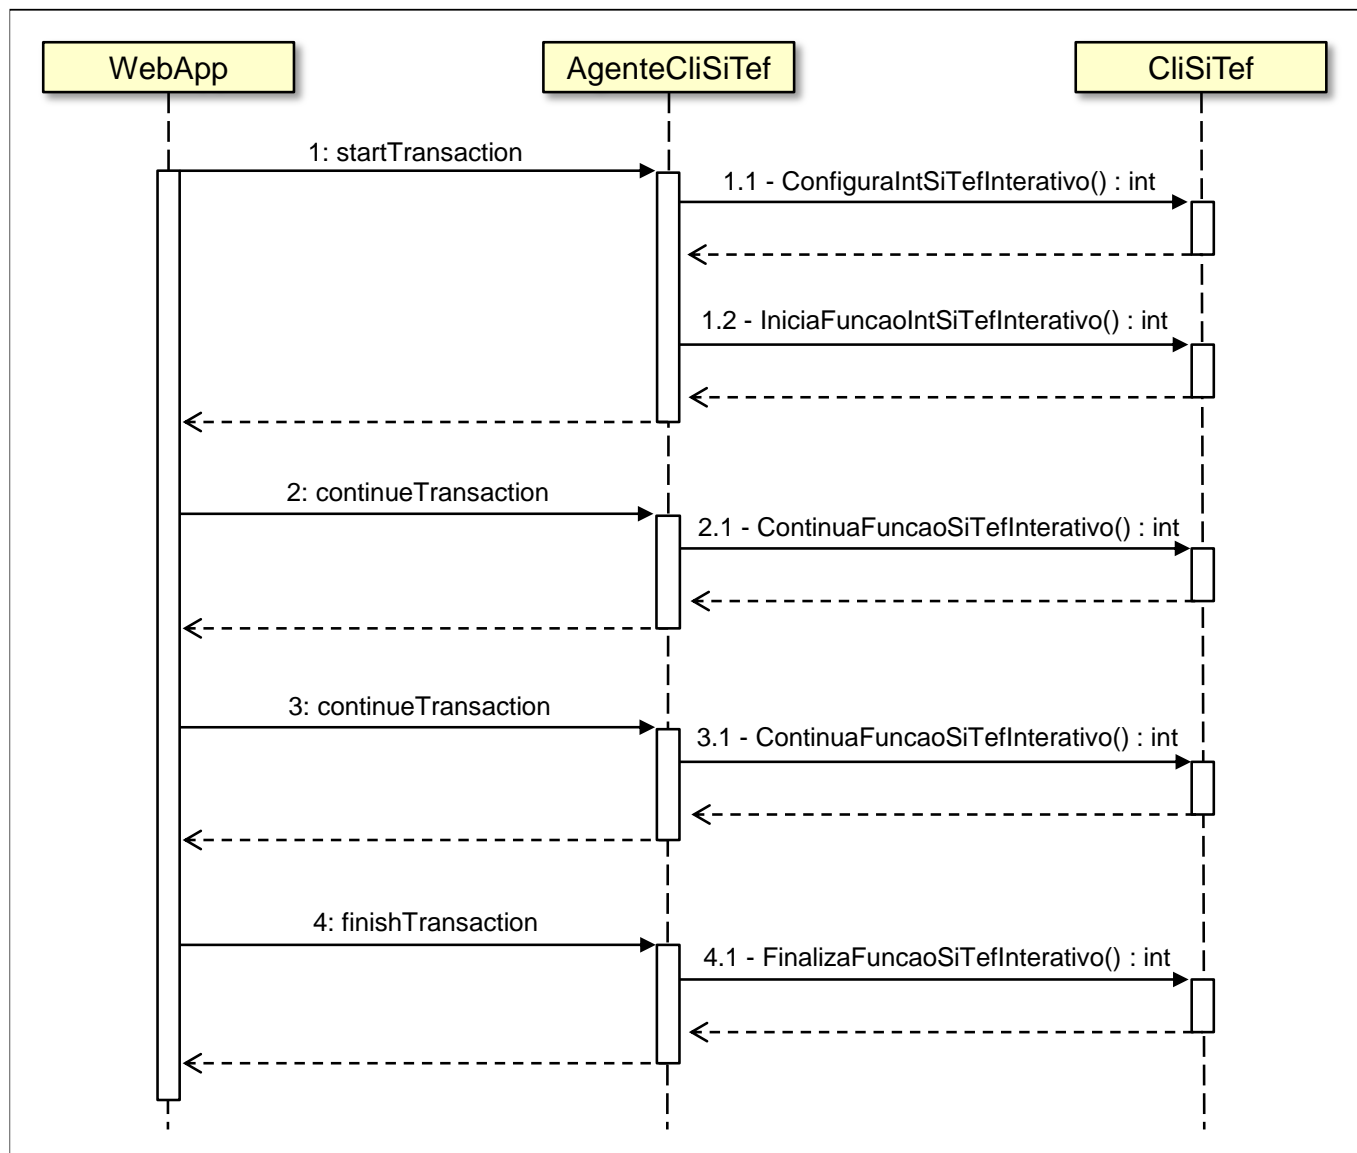 WebApp
AgenteCliSiTef
CliSiTef
1: startTransaction
1.1 - ConfiguraIntSiTefInterativo() : int
1.2 - IniciaFuncaoIntSiTefInterativo() : int
2: continueTransaction
2.1 - ContinuaFuncaoSiTefInterativo() : int
3: continueTransaction
3.1 - ContinuaFuncaoSiTefInterativo() : int
4: finishTransaction
4.1 - FinalizaFuncaoSiTefInterativo() : int